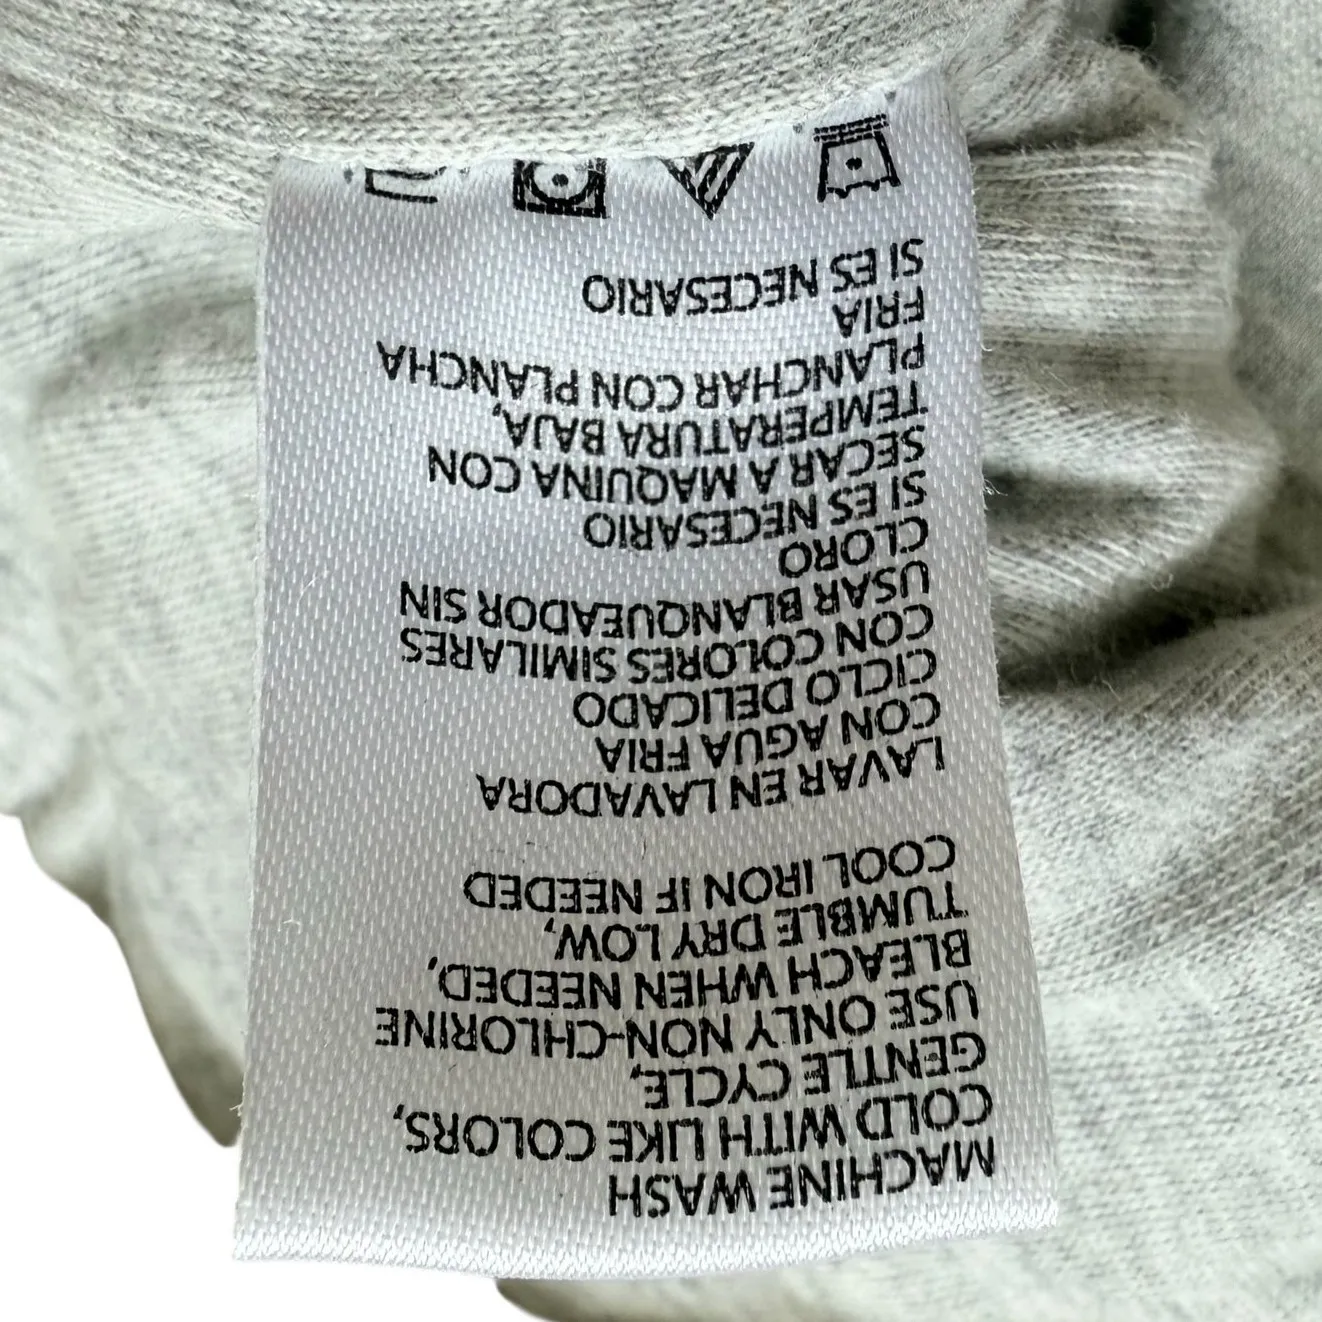 MACHINE WASH
COLD WITH LIKE COLORS,
GENTLE CYCLE,
USE ONLY NON-CHLORINE
BLEACH WHEN NEEDED,
TUMBLE DRY LOW,
COOL IRON IF NEEDED
LAVAR EN LAVADORA
CON AGUA FRIA
CICLO DELICADO
CON COLORES SIMILARES
USAR BLANQUEADOR SIN
CLORO
SI ES NECESARIO
SECAR A MAQUINA CON
TEMPERATURA BAJA,
PLANCHAR CON PLANCHA
FRIA
SI ES NECESARIO